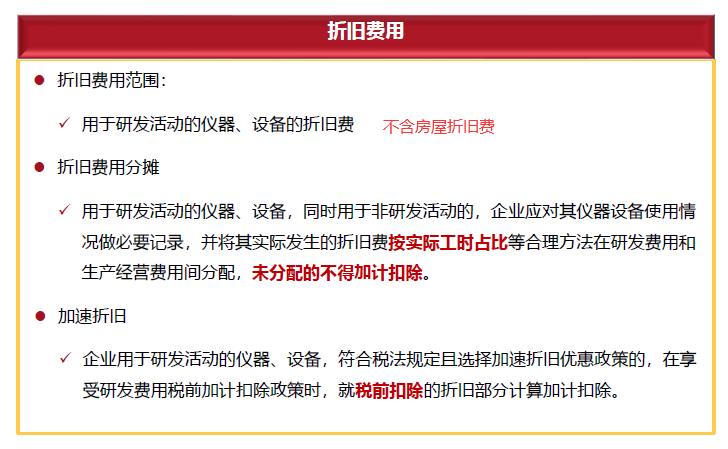 折旧费用
折旧费用范围：
用于研发活动的仪器、设备的折旧费 不含房屋折旧费
折旧费用分摊
用于研发活动的仪器、设备，同时用于非研发活动的，企业应对其仪器设备使用情
况做必要记录，并将其实际发生的折旧费按实际工时占比等合理方法在研发费用和
生产经营费用间分配，未分配的不得加计扣除。
加速折旧
企业用于研发活动的仪器、设备，符合税法规定且选择加速折旧优惠政策的，在享
受研发费用税前加计扣除政策时，就税前扣除的折旧部分计算加计扣除。